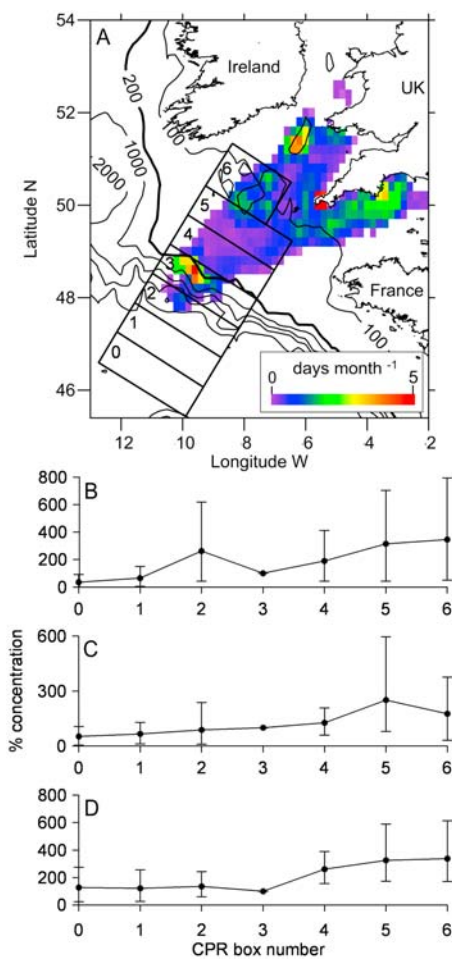 A
54
52
50
48
46
Latitude N
12
10
8
6
4
2
Longitude W
Ireland
UK
France
200
100
1000
2000
100
6
5
4
3
2
1
0
0 days month -1 5
B
800
600
400
200
0
0 1 2 3 4 5 6
C
600
300
0
0 1 2 3 4 5 6
% concentration
D
800
600
400
200
0
0 1 2 3 4 5 6
CPR box number